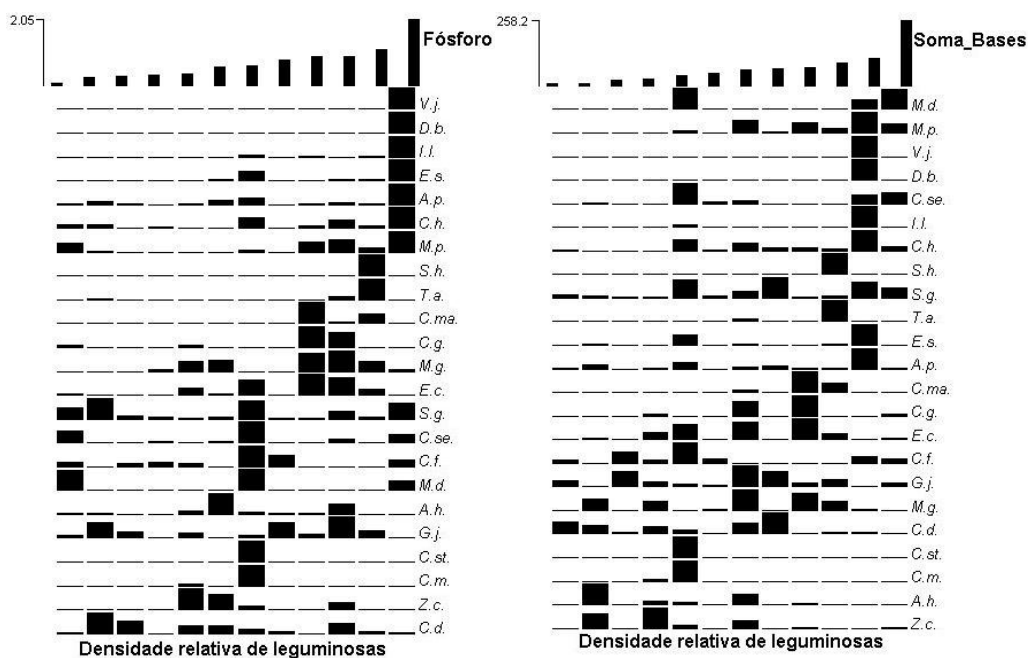 2.05
Fósforo
V.j.
D.b.
I.l.
E.s.
A.p.
C.h.
M.p.
S.h.
T.a.
C.ma.
C.g.
M.g.
E.c.
S.g.
C.se.
C.f.
M.d.
A.h.
G.j.
C.st.
C.m.
Z.c.
C.d.
Densidade relativa de leguminosas
258.2
Soma_Bases
M.d.
M.p.
V.j.
D.b.
C.se.
I.l.
C.h.
S.h.
S.g.
T.a.
E.s.
A.p.
C.ma.
C.g.
E.c.
C.f.
G.j.
M.g.
C.d.
C.st.
C.m.
A.h.
Z.c.
Densidade relativa de leguminosas